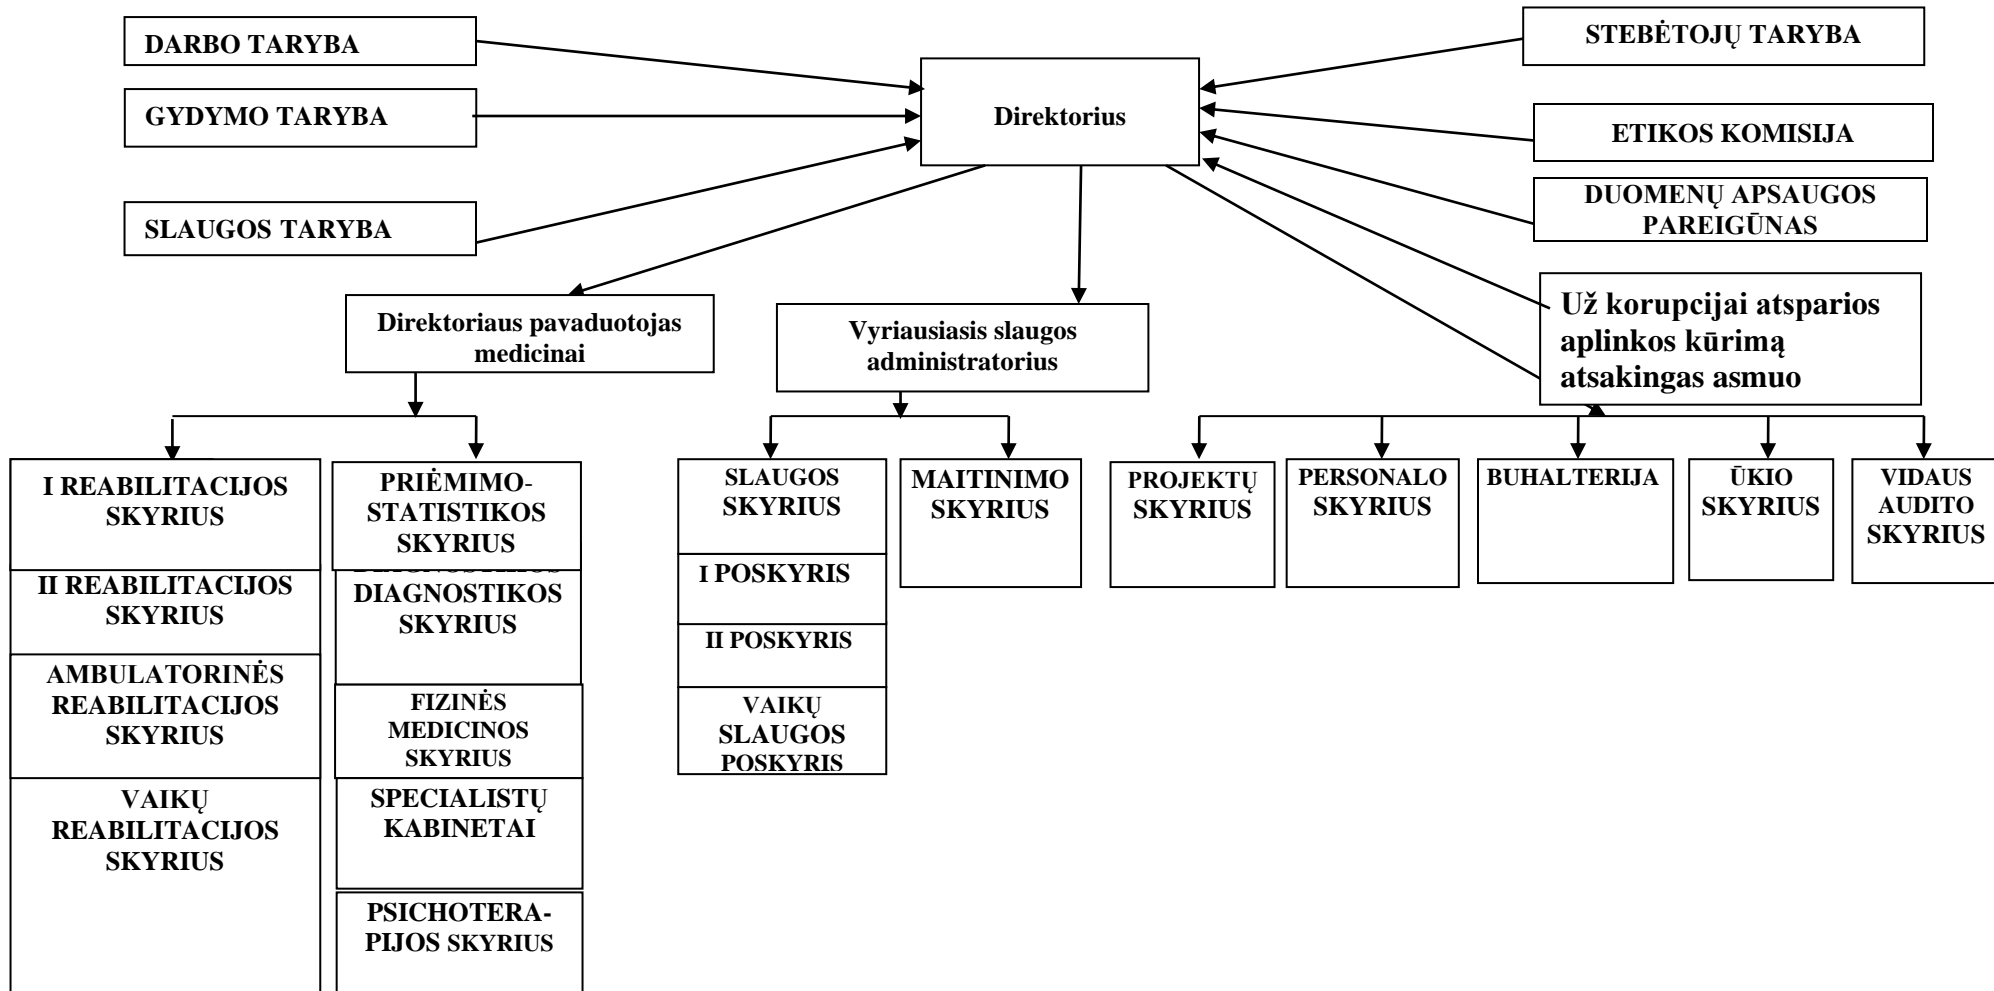 DARBO TARYBA
STEBĖTOJŲ TARYBA
GYDYMO TARYBA
Direktorius
ETIKOS KOMISIJA
SLAUGOS TARYBA
DUOMENŲ APSAUGOS
PAREIGŪNAS
Direktoriaus pavaduotojas
medicinai
Vyriausiasis slaugos
administratorius
Už korupcijai atsparios
aplinkos kūrimą
atsakingas asmuo
I REABILITACIJOS
SKYRIUS
II REABILITACIJOS
SKYRIUS
AMBULATORINĖS
REABILITACIJOS
SKYRIUS
VAIKŲ
REABILITACIJOS
SKYRIUS
PRIĖMIMO-
STATISTIKOS
SKYRIUS
DIAGNOSTIKOS
DIAGNOSTIKOS
SKYRIUS
FIZINĖS
MEDICINOS
SKYRIUS
SPECIALISTŲ
KABINETAI
PSICHOTERA-
PIJOS SKYRIUS
SLAUGOS
SKYRIUS
I POSKYRIS
II POSKYRIS
VAIKŲ
SLAUGOS
POSKYRIS
MAITINIMO
SKYRIUS
PROJEKTŲ
SKYRIUS
PERSONALO
SKYRIUS
BUHALTERIJA
ŪKIO
SKYRIUS
VIDAUS
AUDITO
SKYRIUS